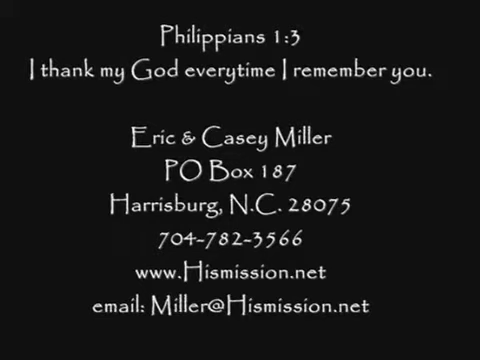 Philippians 1:3
I thank my God everytime I remember you.
Eric & Casey Miller
PO Box 187
Harrisburg, N.C. 28075
704-782-3566
www.Hismission.net
email: Miller@Hismission.net